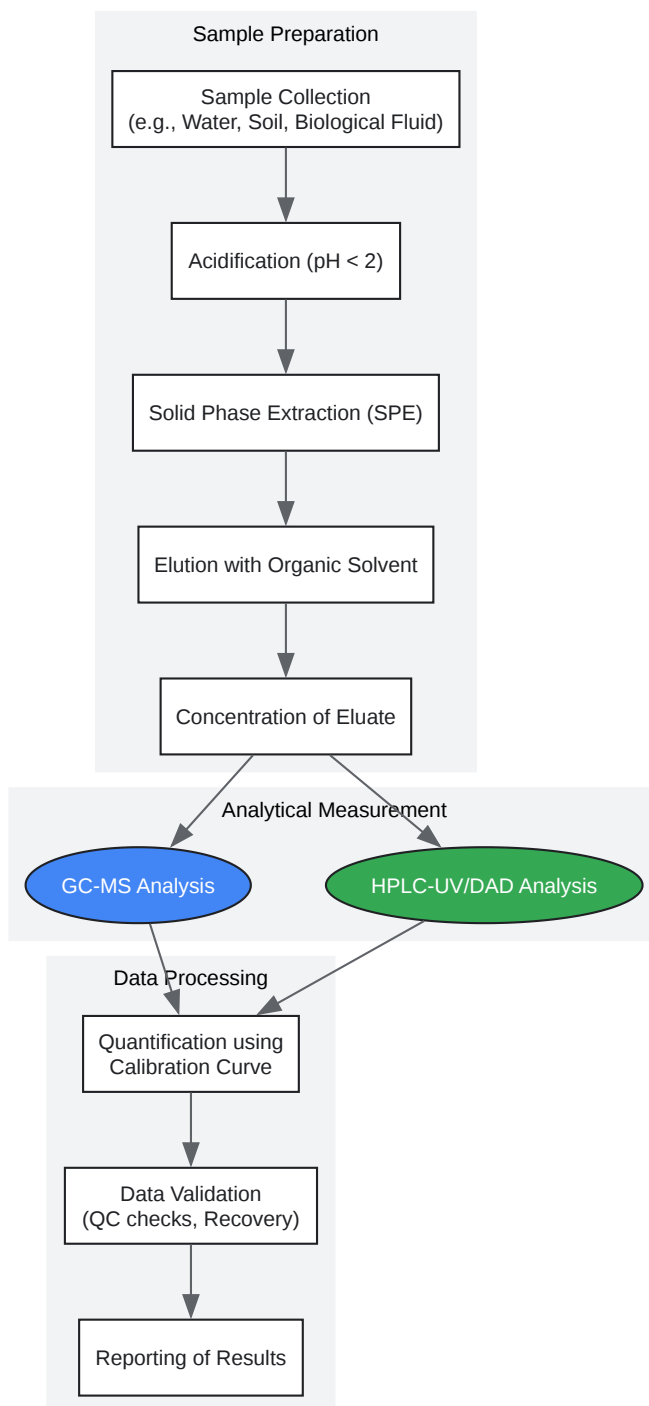 Sample Preparation
Sample Collection
(e.g., Water, Soil, Biological Fluid)
Acidification (pH < 2)
Solid Phase Extraction (SPE)
Elution with Organic Solvent
Concentration of Eluate
Analytical Measurement
GC-MS Analysis
HPLC-UV/DAD Analysis
Data Processing
Quantification using
Calibration Curve
Data Validation
(QC checks, Recovery)
Reporting of Results